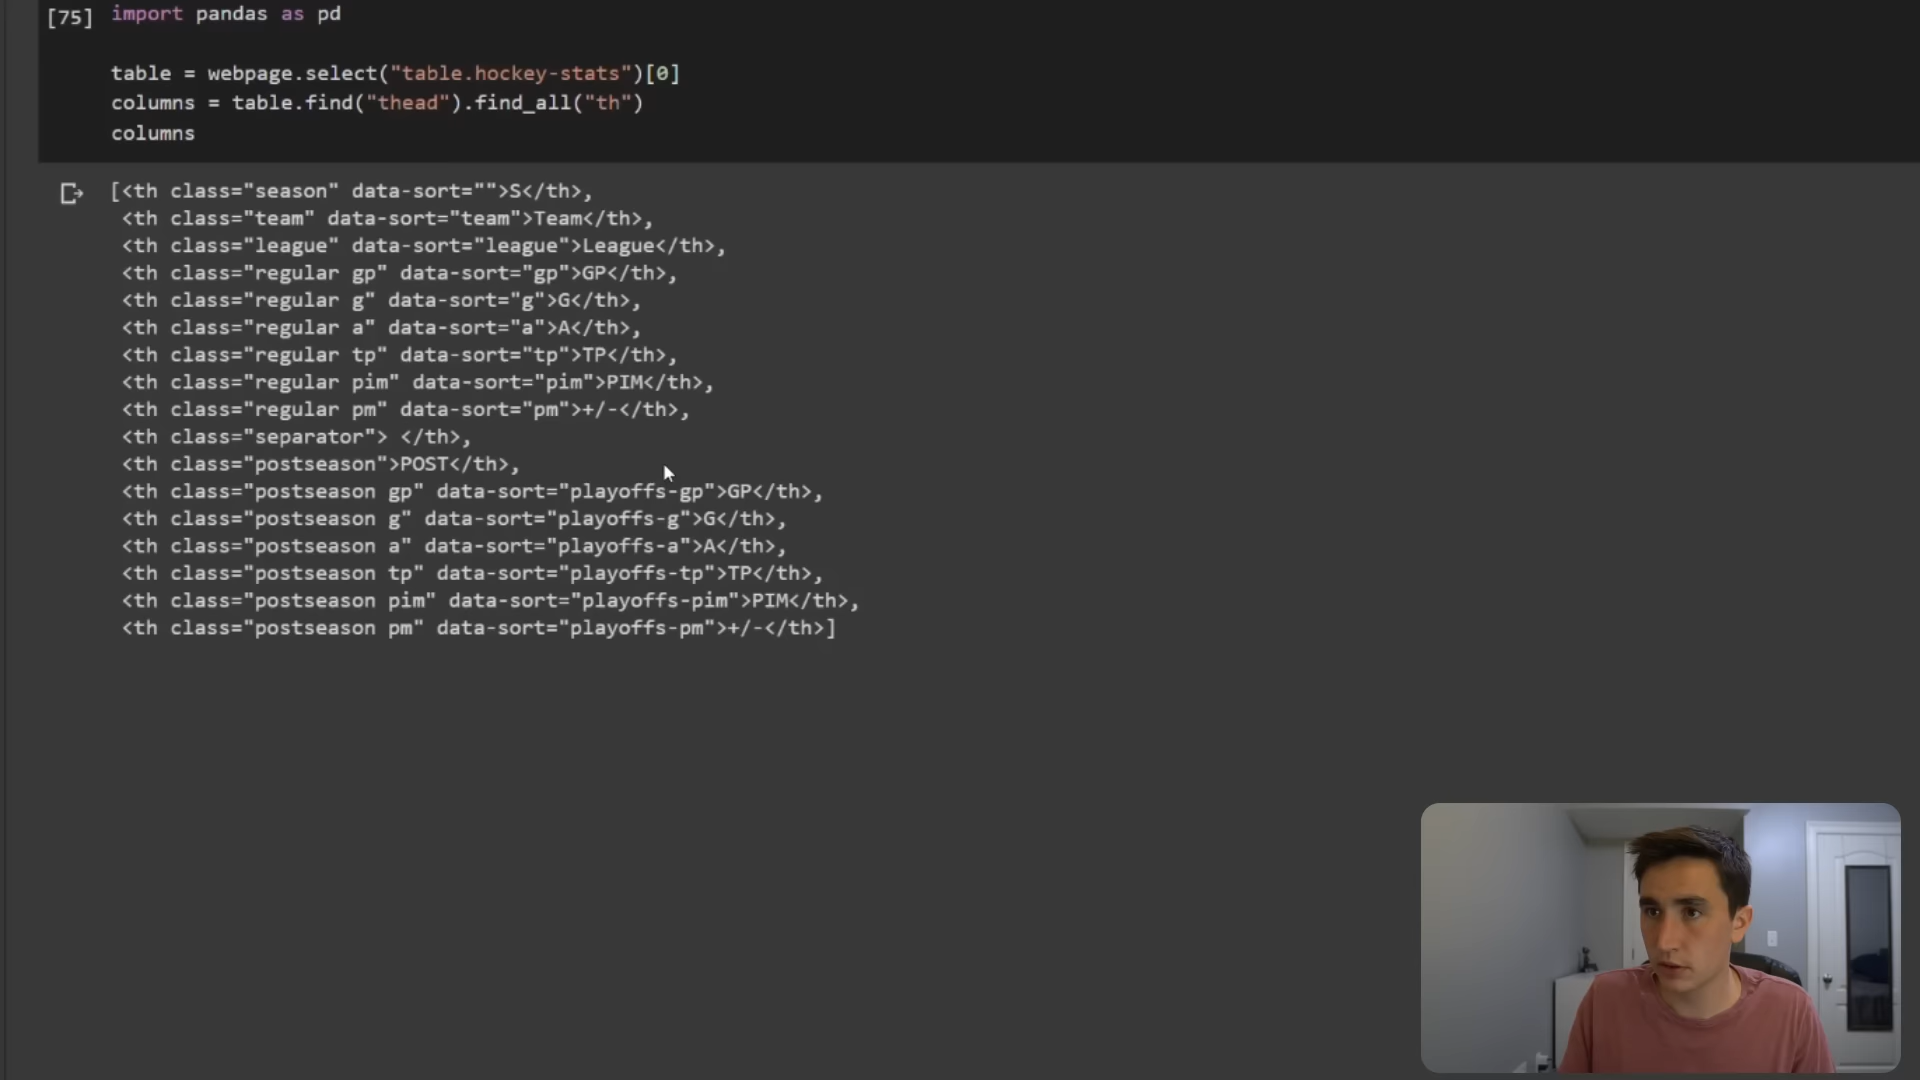 [75] import pandas as pd
table = webpage.select("table.hockey-stats")[0]
columns = table.find("thead").find_all("th")
columns
[<th class="season" data-sort="">S</th>,
<th class="team" data-sort="team">Team</th>,
<th class="league" data-sort="league">League</th>,
<th class="regular gp" data-sort="gp">GP</th>,
<th class="regular g" data-sort="g">G</th>,
<th class="regular a" data-sort="a">A</th>,
<th class="regular tp" data-sort="tp">TP</th>,
<th class="regular pim" data-sort="pim">PIM</th>,
<th class="regular pm" data-sort="pm">+/-</th>,
<th class="separator"> </th>,
<th class="postseason">POST</th>,
<th class="postseason gp" data-sort="playoffs-gp">GP</th>,
<th class="postseason g" data-sort="playoffs-g">G</th>,
<th class="postseason a" data-sort="playoffs-a">A</th>,
<th class="postseason tp" data-sort="playoffs-tp">TP</th>,
<th class="postseason pim" data-sort="playoffs-pim">PIM</th>,
<th class="postseason pm" data-sort="playoffs-pm">+/-</th>]